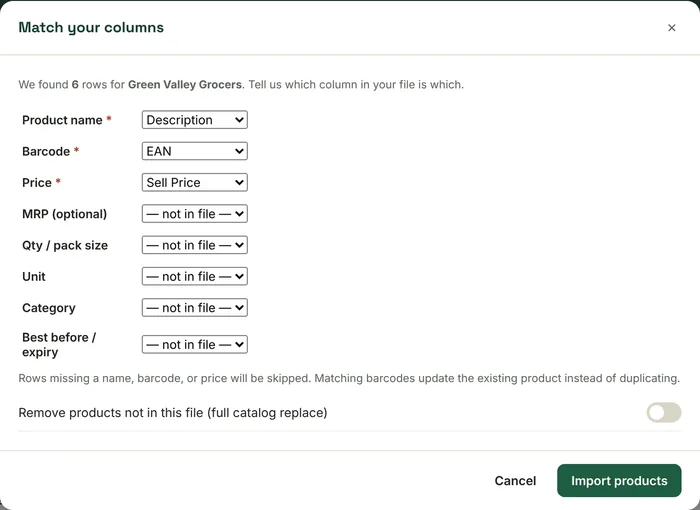 Match your columns ×
We found 6 rows for Green Valley Grocers. Tell us which column in your file is which.
Product name * Description
Barcode * EAN
Price * Sell Price
MRP (optional) — not in file —
Qty / pack size — not in file —
Unit — not in file —
Category — not in file —
Best before /
expiry — not in file —
Rows missing a name, barcode, or price will be skipped. Matching barcodes update the existing product instead of duplicating.
Remove products not in this file (full catalog replace)
Cancel Import products